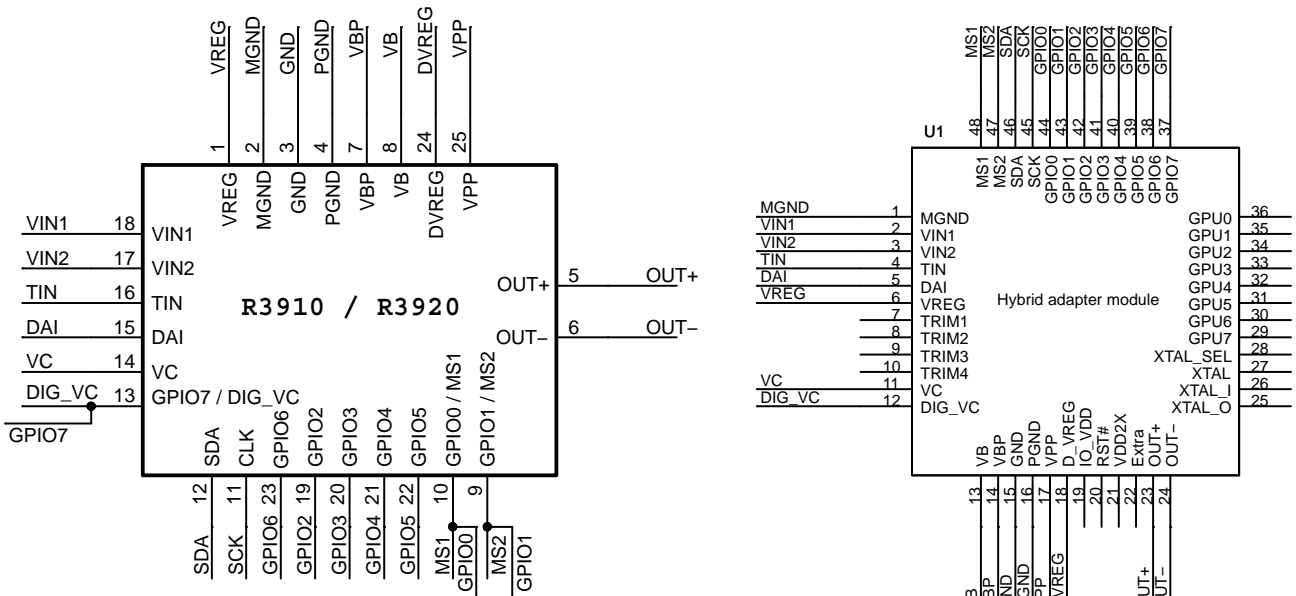 VREG MGND GND PGND VBP VB DVREG VPP
1 2 3 4 7 8 24 25
VREG MGND GND PGND VBP VB DVREG VPP
VIN1 18 VIN1
VIN2 17 VIN2
TIN 16 TIN
DAI 15 DAI
VC 14 VC
DIG_VC 13 GPIO7 / DIG_VC
GPIO7
R3910 / R3920
OUT+ 5 OUT+
OUT− 6 OUT−
SDA CLK GPIO6 GPIO2 GPIO3 GPIO4 GPIO5 GPIO0 / MS1 GPIO1 / MS2
12 11 23 19 20 21 22 10 9
SDA SCK GPIO6 GPIO2 GPIO3 GPIO4 GPIO5 MS1 GPIO0 MS2 GPIO1
MS1 MS2 SDA SCK GPIO0 GPIO1 GPIO2 GPIO3 GPIO4 GPIO5 GPIO6 GPIO7
U1
48 47 46 45 44 43 42 41 40 39 38 37
MS1 MS2 SDA SCK GPIO0 GPIO1 GPIO2 GPIO3 GPIO4 GPIO5 GPIO6 GPIO7
MGND 1 MGND
VIN1 2 VIN1
VIN2 3 VIN2
TIN 4 TIN
DAI 5 DAI
VREG 6 VREG
7 TRIM1
8 TRIM2
9 TRIM3
10 TRIM4
VC 11 VC
DIG_VC 12 DIG_VC
Hybrid adapter module
GPU0 36
GPU1 35
GPU2 34
GPU3 33
GPU4 32
GPU5 31
GPU6 30
GPU7 29
XTAL_SEL 28
XTAL 27
XTAL_I 26
XTAL_O 25
VB VBP GND PGND VPP D_VREG IO_VDD RST# VDD2X Extra OUT+ OUT−
13 14 15 16 17 18 19 20 21 22 23 24